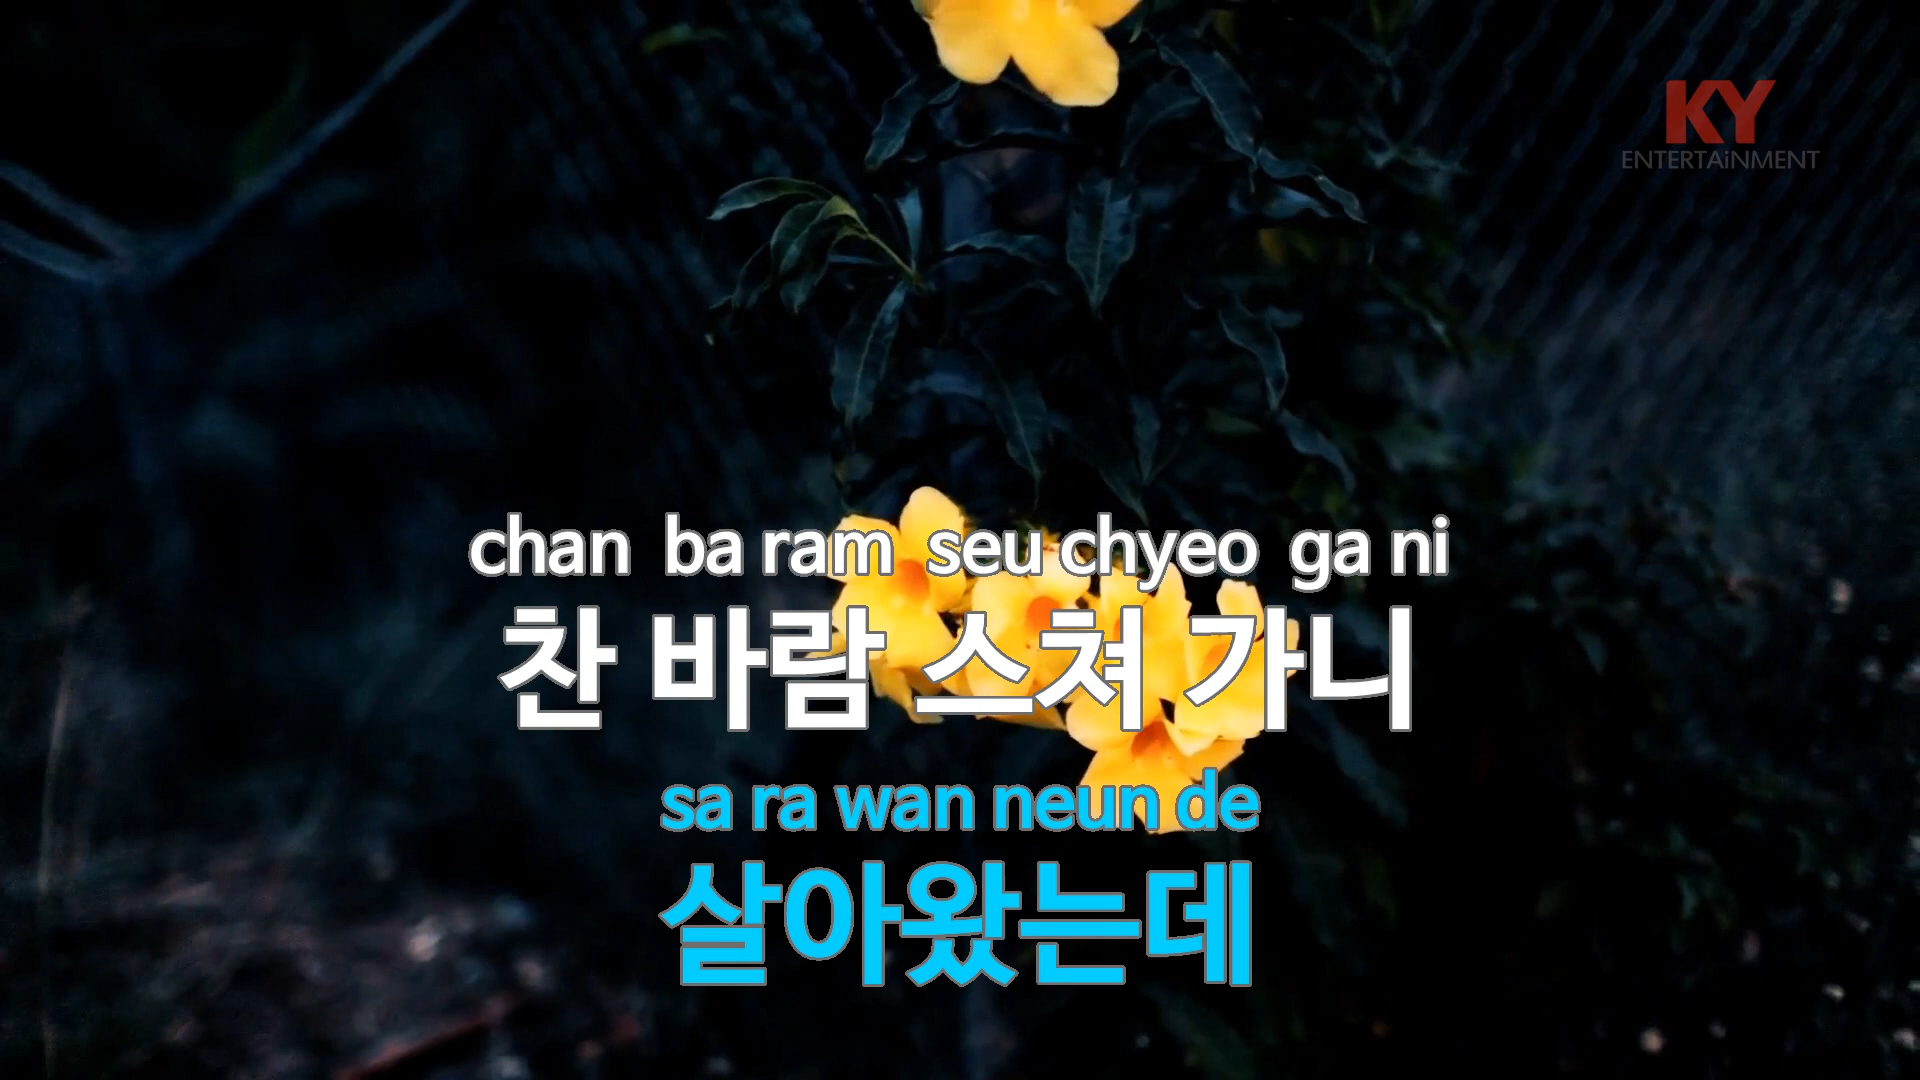 KY
ENTERTAiNMENT
chan ba ram seu chyeo ga ni
찬 바람 스쳐 가니
sa ra wan neun de
살아왔는데